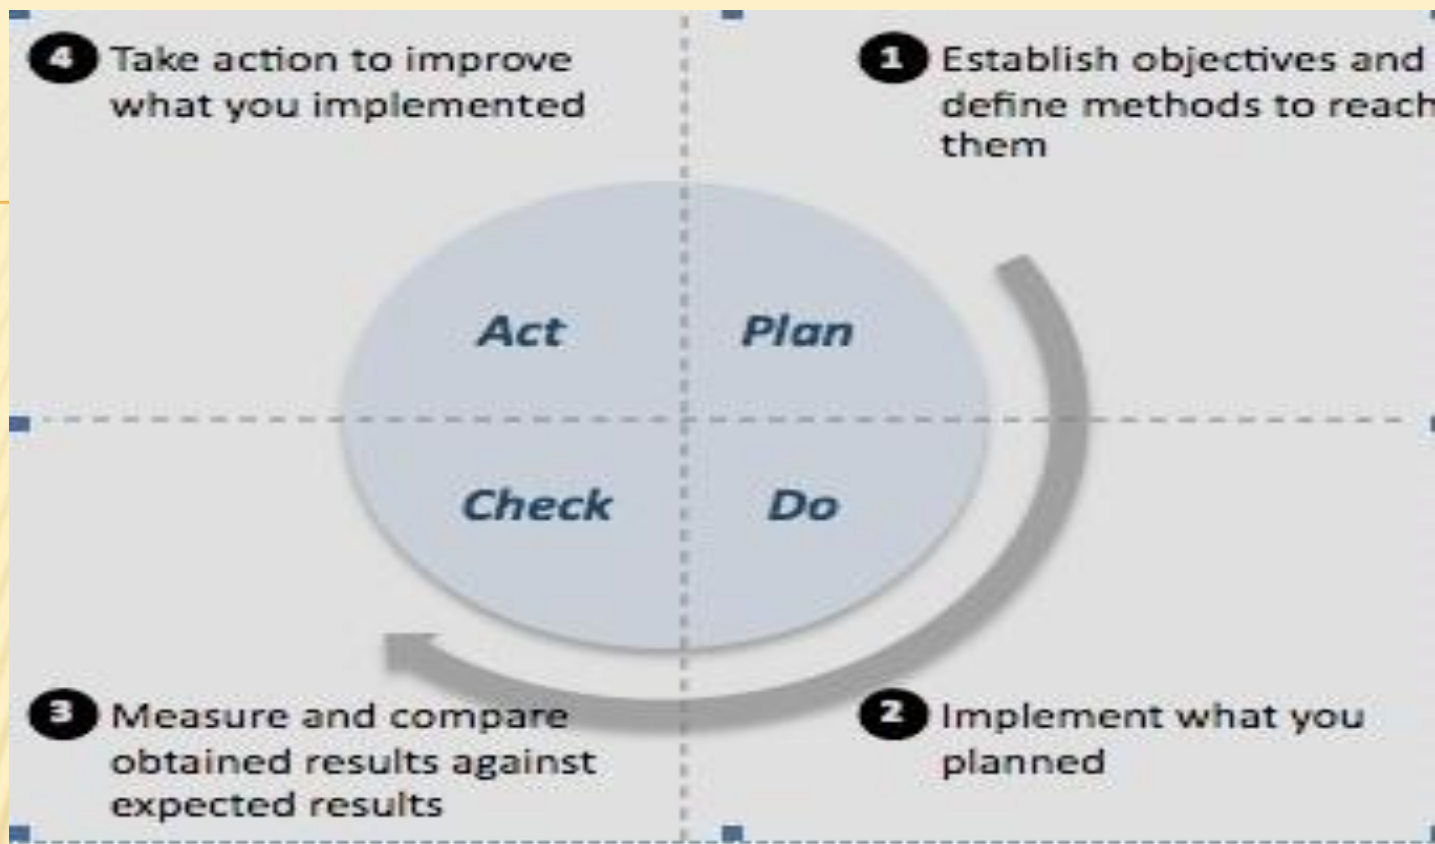 4 Take action to improve
what you implemented
1 Establish objectives and
define methods to reach
them
Act
Plan
Check
Do
3 Measure and compare
obtained results against
expected results
2 Implement what you
planned